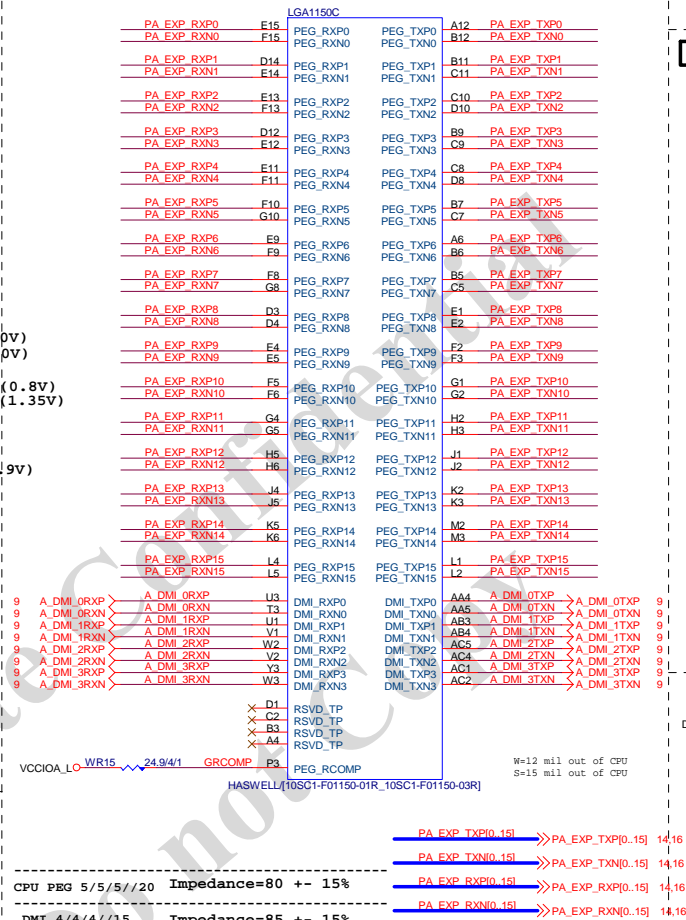 LGA1150C
PA_EXP_RXP0 E15 PEG_RXP0 PEG_TXP0 A12 PA_EXP_TXP0
PA_EXP_RXN0 F15 PEG_RXN0 PEG_TXN0 B12 PA_EXP_TXN0
PA_EXP_RXP1 D14 PEG_RXP1 PEG_TXP1 B11 PA_EXP_TXP1
PA_EXP_RXN1 E14 PEG_RXN1 PEG_TXN1 C11 PA_EXP_TXN1
PA_EXP_RXP2 E13 PEG_RXP2 PEG_TXP2 C10 PA_EXP_TXP2
PA_EXP_RXN2 F13 PEG_RXN2 PEG_TXN2 D10 PA_EXP_TXN2
PA_EXP_RXP3 D12 PEG_RXP3 PEG_TXP3 B9 PA_EXP_TXP3
PA_EXP_RXN3 E12 PEG_RXN3 PEG_TXN3 C9 PA_EXP_TXN3
PA_EXP_RXP4 E11 PEG_RXP4 PEG_TXP4 C8 PA_EXP_TXP4
PA_EXP_RXN4 F11 PEG_RXN4 PEG_TXN4 D8 PA_EXP_TXN4
PA_EXP_RXP5 F10 PEG_RXP5 PEG_TXP5 B7 PA_EXP_TXP5
PA_EXP_RXN5 G10 PEG_RXN5 PEG_TXN5 C7 PA_EXP_TXN5
PA_EXP_RXP6 E9 PEG_RXP6 PEG_TXP6 A6 PA_EXP_TXP6
PA_EXP_RXN6 F9 PEG_RXN6 PEG_TXN6 B6 PA_EXP_TXN6
PA_EXP_RXP7 F8 PEG_RXP7 PEG_TXP7 B5 PA_EXP_TXP7
PA_EXP_RXN7 G8 PEG_RXN7 PEG_TXN7 C5 PA_EXP_TXN7
PA_EXP_RXP8 D3 PEG_RXP8 PEG_TXP8 E1 PA_EXP_TXP8
PA_EXP_RXN8 D4 PEG_RXN8 PEG_TXN8 E2 PA_EXP_TXN8
0V)
PA_EXP_RXP9 E4 PEG_RXP9 PEG_TXP9 F2 PA_EXP_TXP9
0V)
PA_EXP_RXN9 E5 PEG_RXN9 PEG_TXN9 F3 PA_EXP_TXN9
(0.8V)
PA_EXP_RXP10 F5 PEG_RXP10 PEG_TXP10 G1 PA_EXP_TXP10
(1.35V)
PA_EXP_RXN10 F6 PEG_RXN10 PEG_TXN10 G2 PA_EXP_TXN10
PA_EXP_RXP11 G4 PEG_RXP11 PEG_TXP11 H2 PA_EXP_TXP11
PA_EXP_RXN11 G5 PEG_RXN11 PEG_TXN11 H3 PA_EXP_TXN11
PA_EXP_RXP12 H5 PEG_RXP12 PEG_TXP12 J1 PA_EXP_TXP12
.9V)
PA_EXP_RXN12 H6 PEG_RXN12 PEG_TXN12 J2 PA_EXP_TXN12
PA_EXP_RXP13 J4 PEG_RXP13 PEG_TXP13 K2 PA_EXP_TXP13
PA_EXP_RXN13 J5 PEG_RXN13 PEG_TXN13 K3 PA_EXP_TXN13
PA_EXP_RXP14 K5 PEG_RXP14 PEG_TXP14 M2 PA_EXP_TXP14
PA_EXP_RXN14 K6 PEG_RXN14 PEG_TXN14 M3 PA_EXP_TXN14
PA_EXP_RXP15 L4 PEG_RXP15 PEG_TXP15 L1 PA_EXP_TXP15
PA_EXP_RXN15 L5 PEG_RXN15 PEG_TXN15 L2 PA_EXP_TXN15
9 A_DMI_0RXP A_DMI_0RXP U3 DMI_RXP0 DMI_TXP0 AA4 A_DMI_0TXP A_DMI_0TXP 9
9 A_DMI_0RXN A_DMI_0RXN T3 DMI_RXN0 DMI_TXN0 AA5 A_DMI_0TXN A_DMI_0TXN 9
9 A_DMI_1RXP A_DMI_1RXP U1 DMI_RXP1 DMI_TXP1 AB3 A_DMI_1TXP A_DMI_1TXP 9
9 A_DMI_1RXN A_DMI_1RXN V1 DMI_RXN1 DMI_TXN1 AB4 A_DMI_1TXN A_DMI_1TXN 9
9 A_DMI_2RXP A_DMI_2RXP W2 DMI_RXP2 DMI_TXP2 AC5 A_DMI_2TXP A_DMI_2TXP 9
9 A_DMI_2RXN A_DMI_2RXN V2 DMI_RXN2 DMI_TXN2 AC4 A_DMI_2TXN A_DMI_2TXN 9
9 A_DMI_3RXP A_DMI_3RXP Y3 DMI_RXP3 DMI_TXP3 AC1 A_DMI_3TXP A_DMI_3TXP 9
9 A_DMI_3RXN A_DMI_3RXN W3 DMI_RXN3 DMI_TXN3 AC2 A_DMI_3TXN A_DMI_3TXN 9
D1 RSVD_TP
C2 RSVD_TP
B3 RSVD_TP
A4 RSVD_TP
VCCIOA_L WR15 24.9/4/1 GRCOMP P3 PEG_RCOMP
W=12 mil out of CPU
S=15 mil out of CPU
HASWELL/[10SC1-F01150-01R_10SC1-F01150-03R]
PA_EXP_TXP[0..15] PA_EXP_TXP[0..15] 14,16
PA_EXP_TXN[0..15] PA_EXP_TXN[0..15] 14,16
PA_EXP_RXP[0..15] PA_EXP_RXP[0..15] 14,16
PA_EXP_RXN[0..15] PA_EXP_RXN[0..15] 14,16
CPU PEG 5/5/5//20 Impedance=80 +- 15%
DMI 4/4/4//15 Impedance=85 +- 15%
Confidential
do not Copy